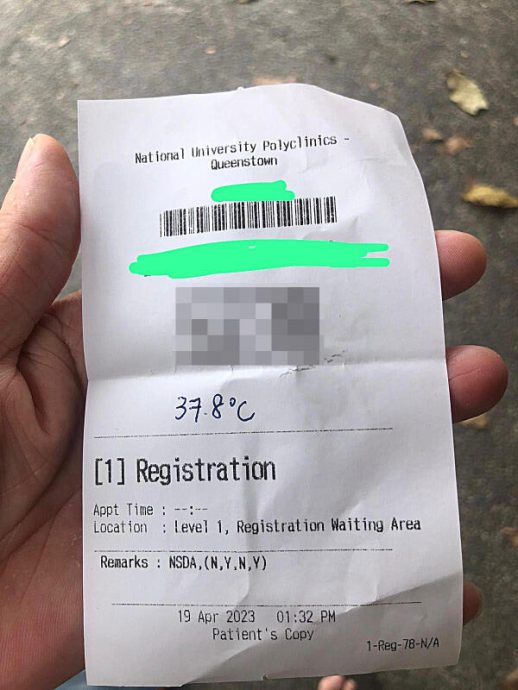 National University Polyclinics -
Queenstown
37.8°C
[1] Registration
Appt Time : --:--
Location : Level 1, Registration Waiting Area
Remarks : NSDA,(N,Y,N,Y)
19 Apr 2023 01:32 PM
Patient's Copy
1-Reg-78-N/A